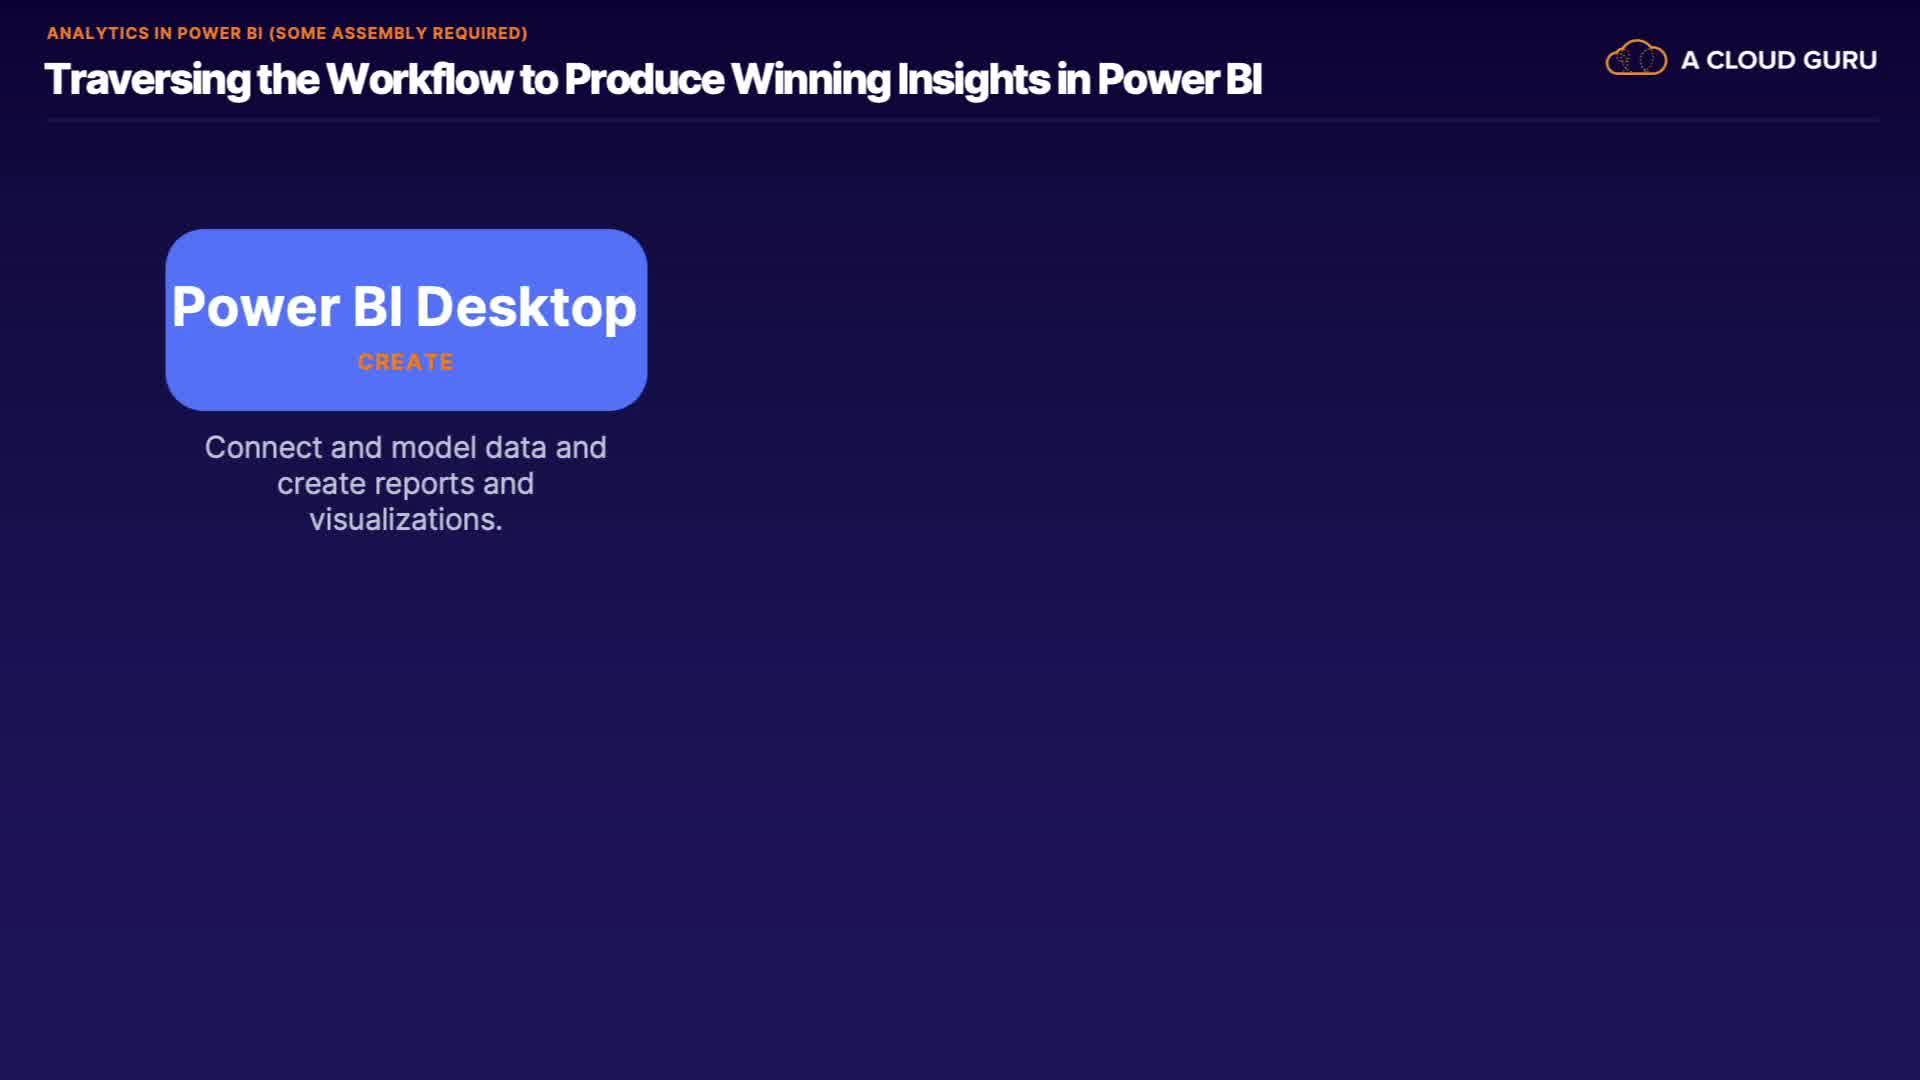 ANALYTICS IN POWER BI (SOME ASSEMBLY REQUIRED)
Traversing the Workflow to Produce Winning Insights in Power BI
A CLOUD GURU
Power BI Desktop
CREATE
Connect and model data and
create reports and
visualizations.